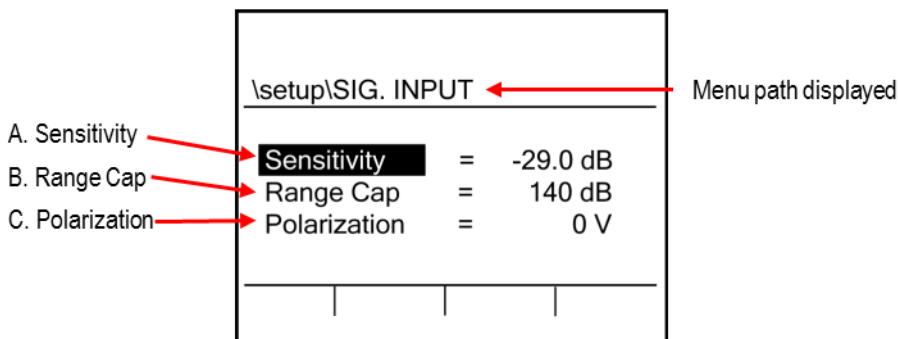 \setup\SIG. INPUT
Menu path displayed
A. Sensitivity
Sensitivity = -29.0 dB
B. Range Cap
Range Cap = 140 dB
C. Polarization
Polarization = 0 V